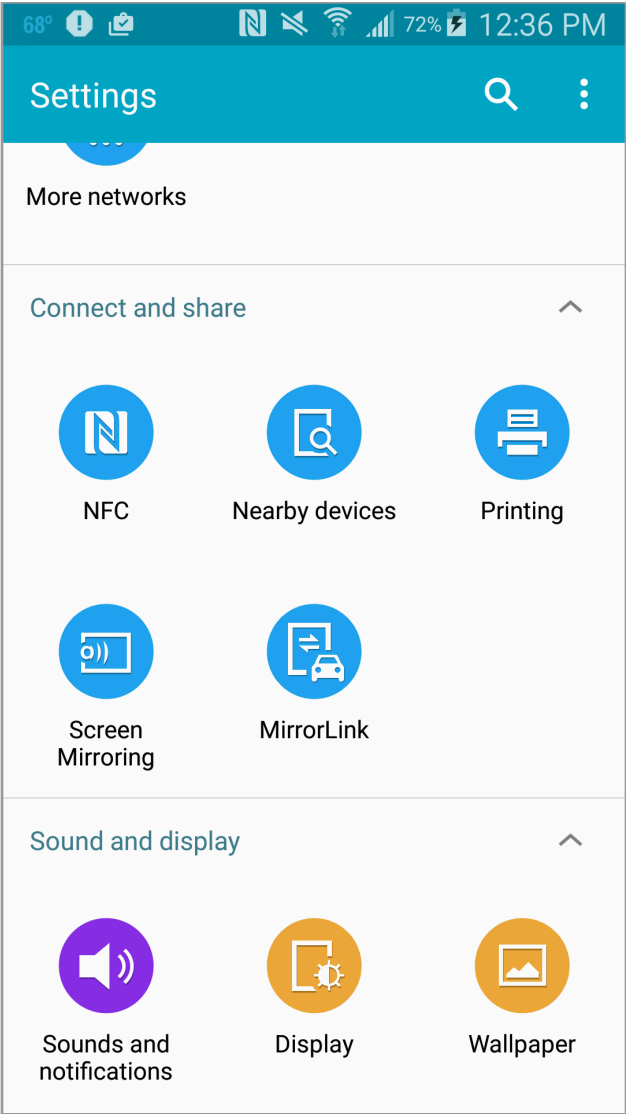 68° 72% 12:36 PM
Settings
More networks
Connect and share
NFC Nearby devices Printing
Screen MirrorLink
Mirroring
Sound and display
Sounds and Display Wallpaper
notifications